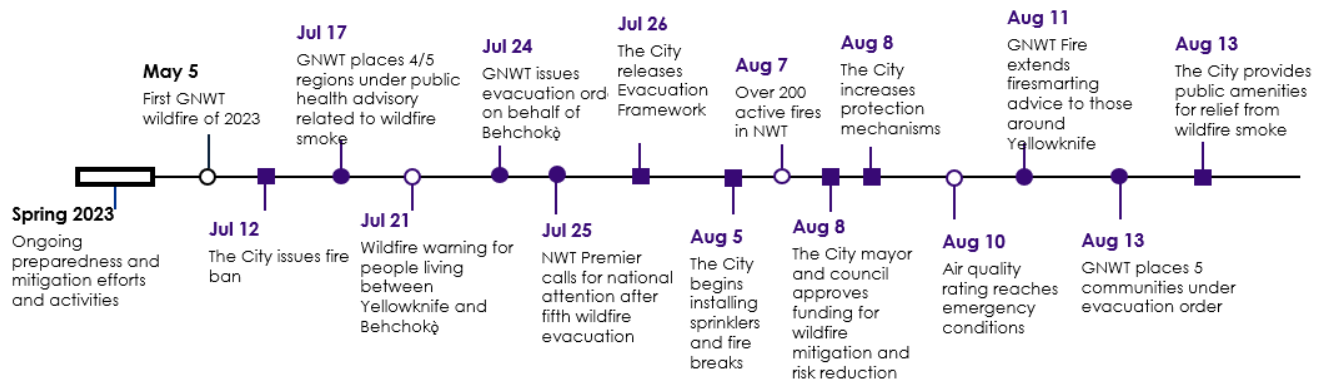 Spring 2023
Ongoing
preparedness and
mitigation efforts
and activities
May 5
First GNWT
wildfire of 2023
Jul 12
The City issues fire
ban
Jul 17
GNWT places 4/5
regions under public
health advisory
related to wildfire
smoke
Jul 21
Wildfire warning for
people living
between
Yellowknife and
Behchokǫ̀
Jul 24
GNWT issues
evacuation orde
on behalf of
Behchokǫ̀
Jul 25
NWT Premier
calls for national
attention after
fifth wildfire
evacuation
Jul 26
The City
releases
Evacuation
Framework
Aug 5
The City
begins
installing
sprinklers
and fire
breaks
Aug 7
Over 200
active fires
in NWT
Aug 8
The City mayor
and council
approves
funding for
wildfire
mitigation and
risk reduction
Aug 8
The City
increases
protection
mechanisms
Aug 10
Air quality
rating reaches
emergency
conditions
Aug 11
GNWT Fire
extends
firesmarting
advice to those
around
Yellowknife
Aug 13
GNWT places 5
communities under
evacuation order
Aug 13
The City provides
public amenities
for relief from
wildfire smoke